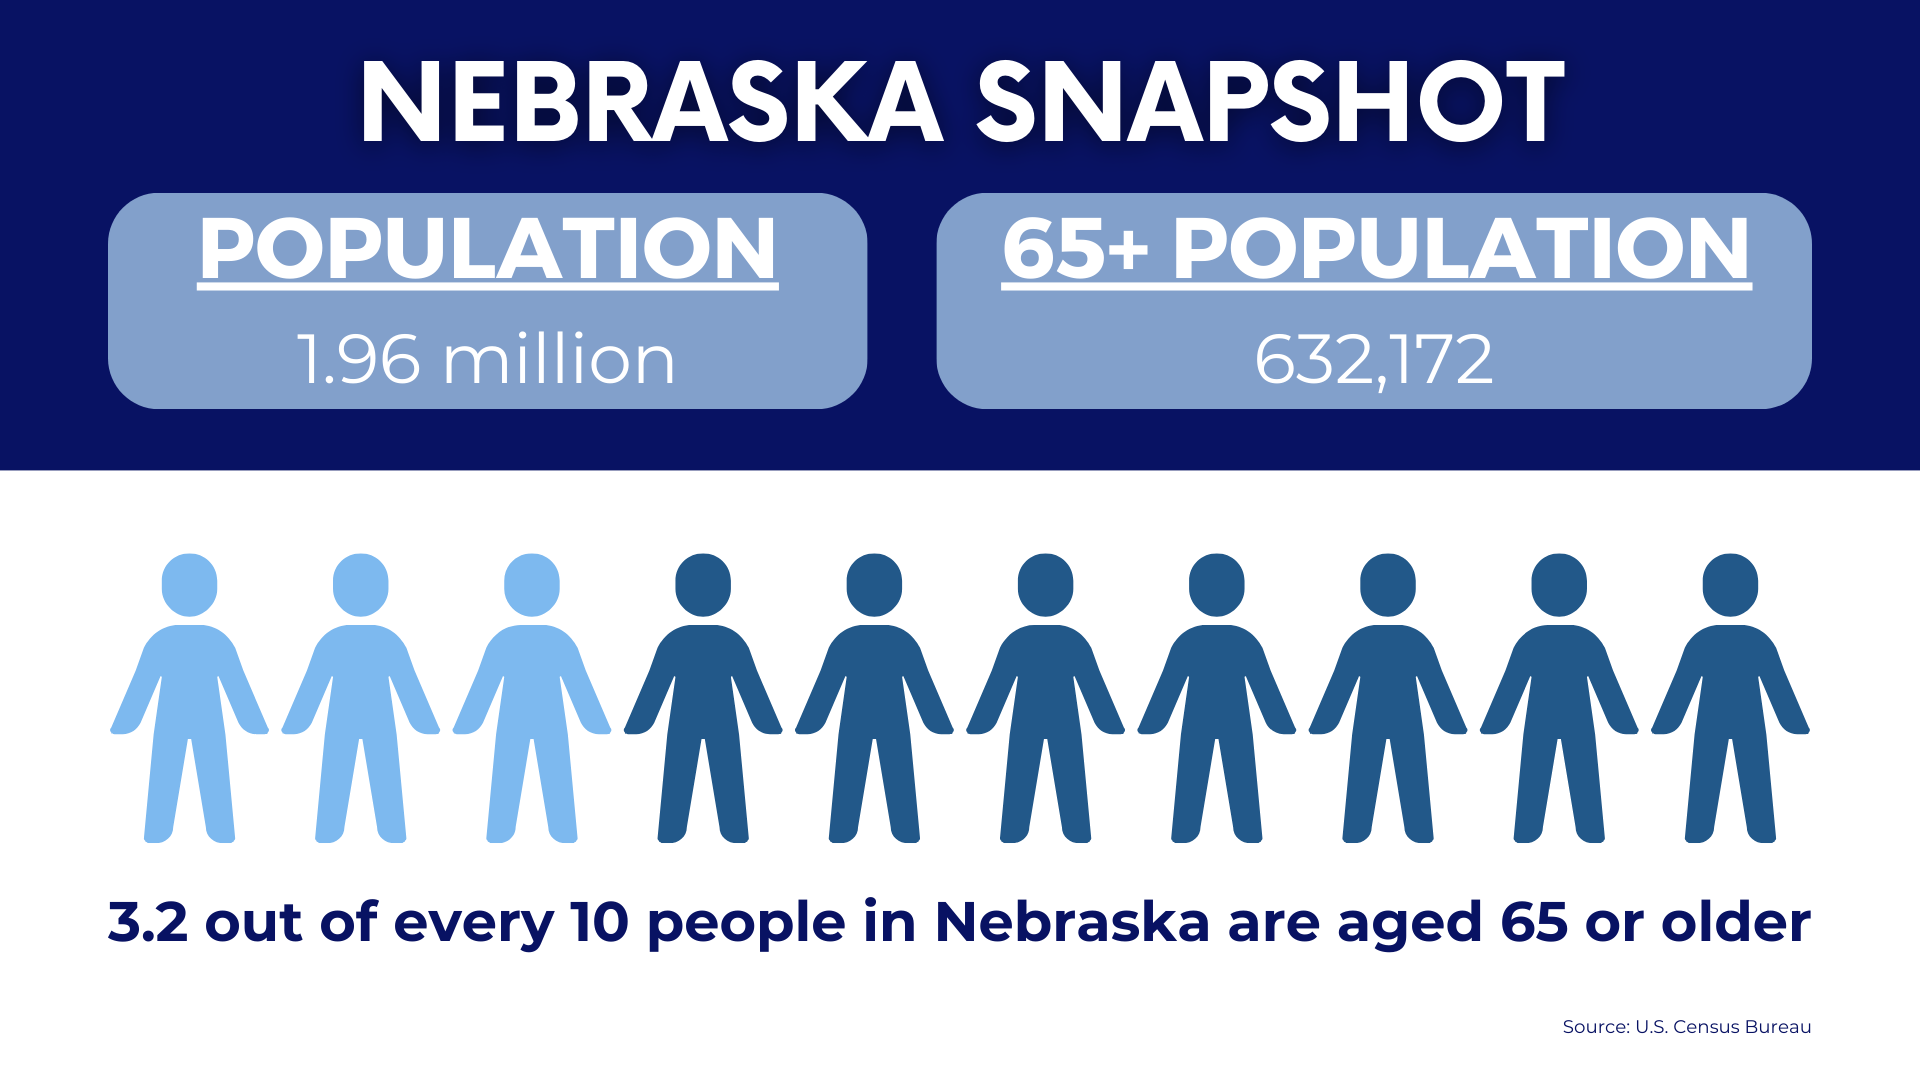 NEBRASKA SNAPSHOT
POPULATION
1.96 million
65+ POPULATION
632,172
3.2 out of every 10 people in Nebraska are aged 65 or older
Source: U.S. Census Bureau